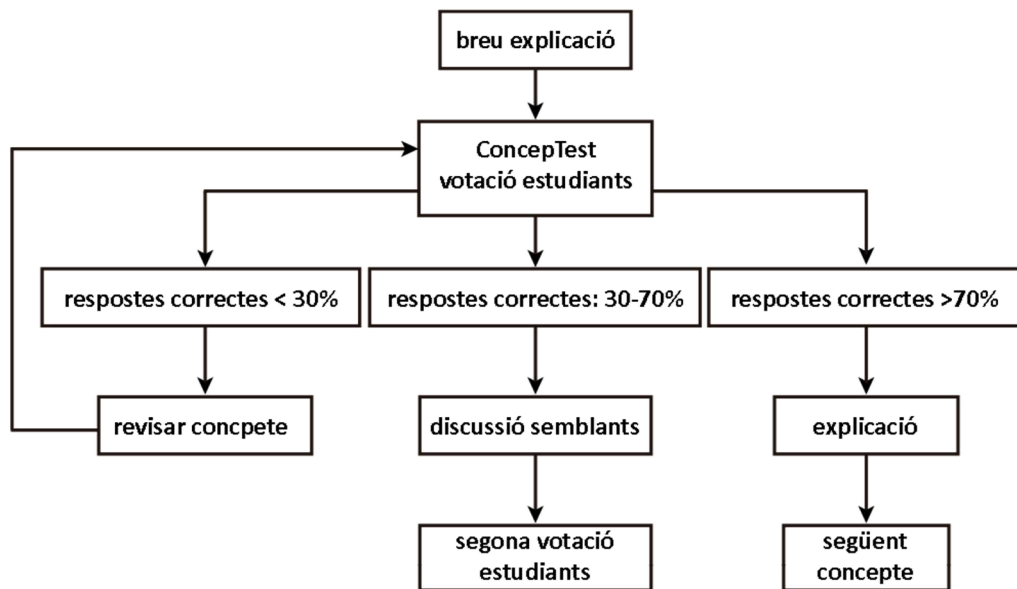 breu explicació
ConcepTest
votació estudiants
respostes correctes < 30%
respostes correctes: 30-70%
respostes correctes >70%
revisar concpete
discussió semblants
explicació
segona votació
estudiants
següent
concepte